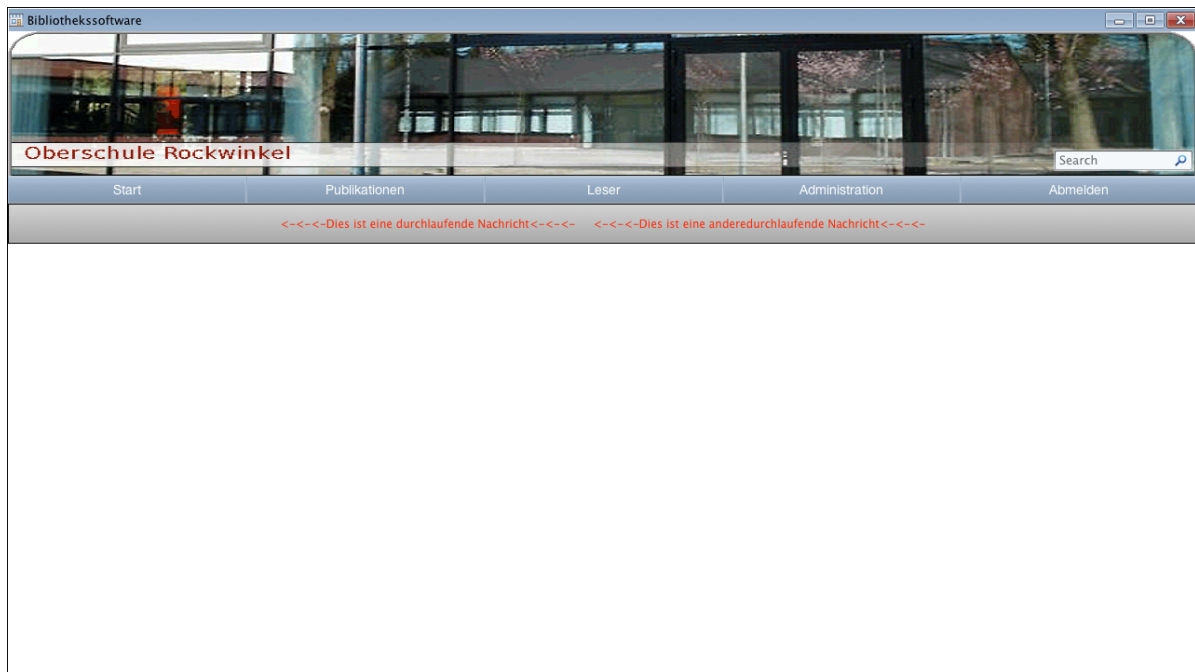 Bibliothekssoftware
Oberschule Rockwinkel
Search
Start Publikationen Leser Administration Abmelden
<-<-<-Dies ist eine durchlaufende Nachricht<-<-<- <-<-<-Dies ist eine anderedurchlaufende Nachricht<-<-<-